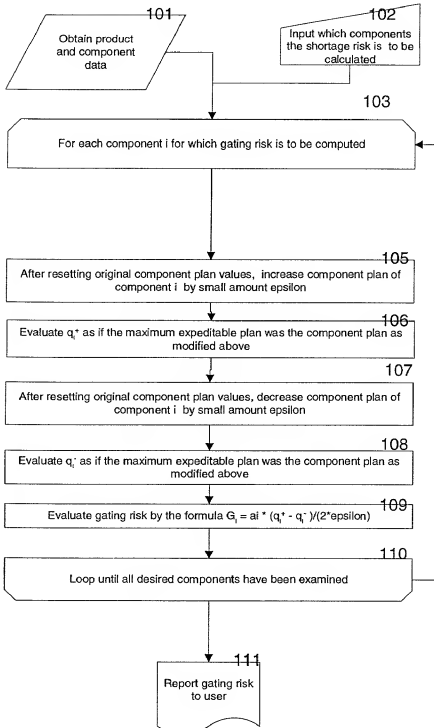 101
Obtain product
and component
data
102
Input which components
the shortage risk is to be
calculated
103
For each component i for which gating risk is to be computed
105
After resetting original component plan values, increase component plan of
component i by small amount epsilon
106
Evaluate qᵢ⁺ as if the maximum expeditable plan was the component plan as
modified above
107
After resetting original component plan values, decrease component plan of
component i by small amount epsilon
108
Evaluate qᵢ⁻ as if the maximum expeditable plan was the component plan as
modified above
109
Evaluate gating risk by the formula Gᵢ = ai * (qᵢ⁺ - qᵢ⁻ )/(2*epsilon)
110
Loop until all desired components have been examined
111
Report gating risk
to user